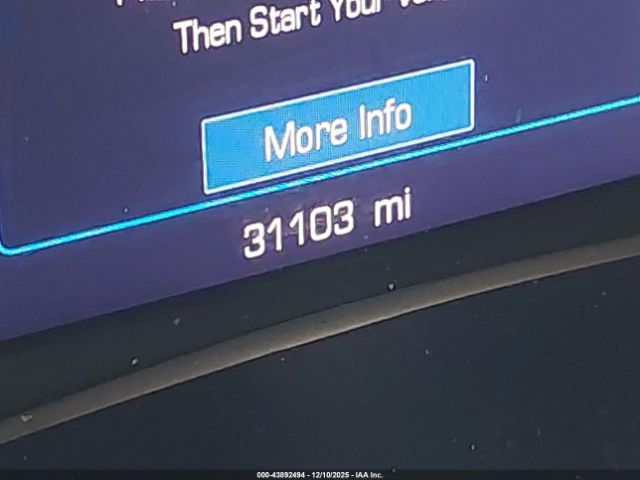 Then Start Your
More Info
31103 mi
000-43892494 - 12/10/2025 - IAA Inc.